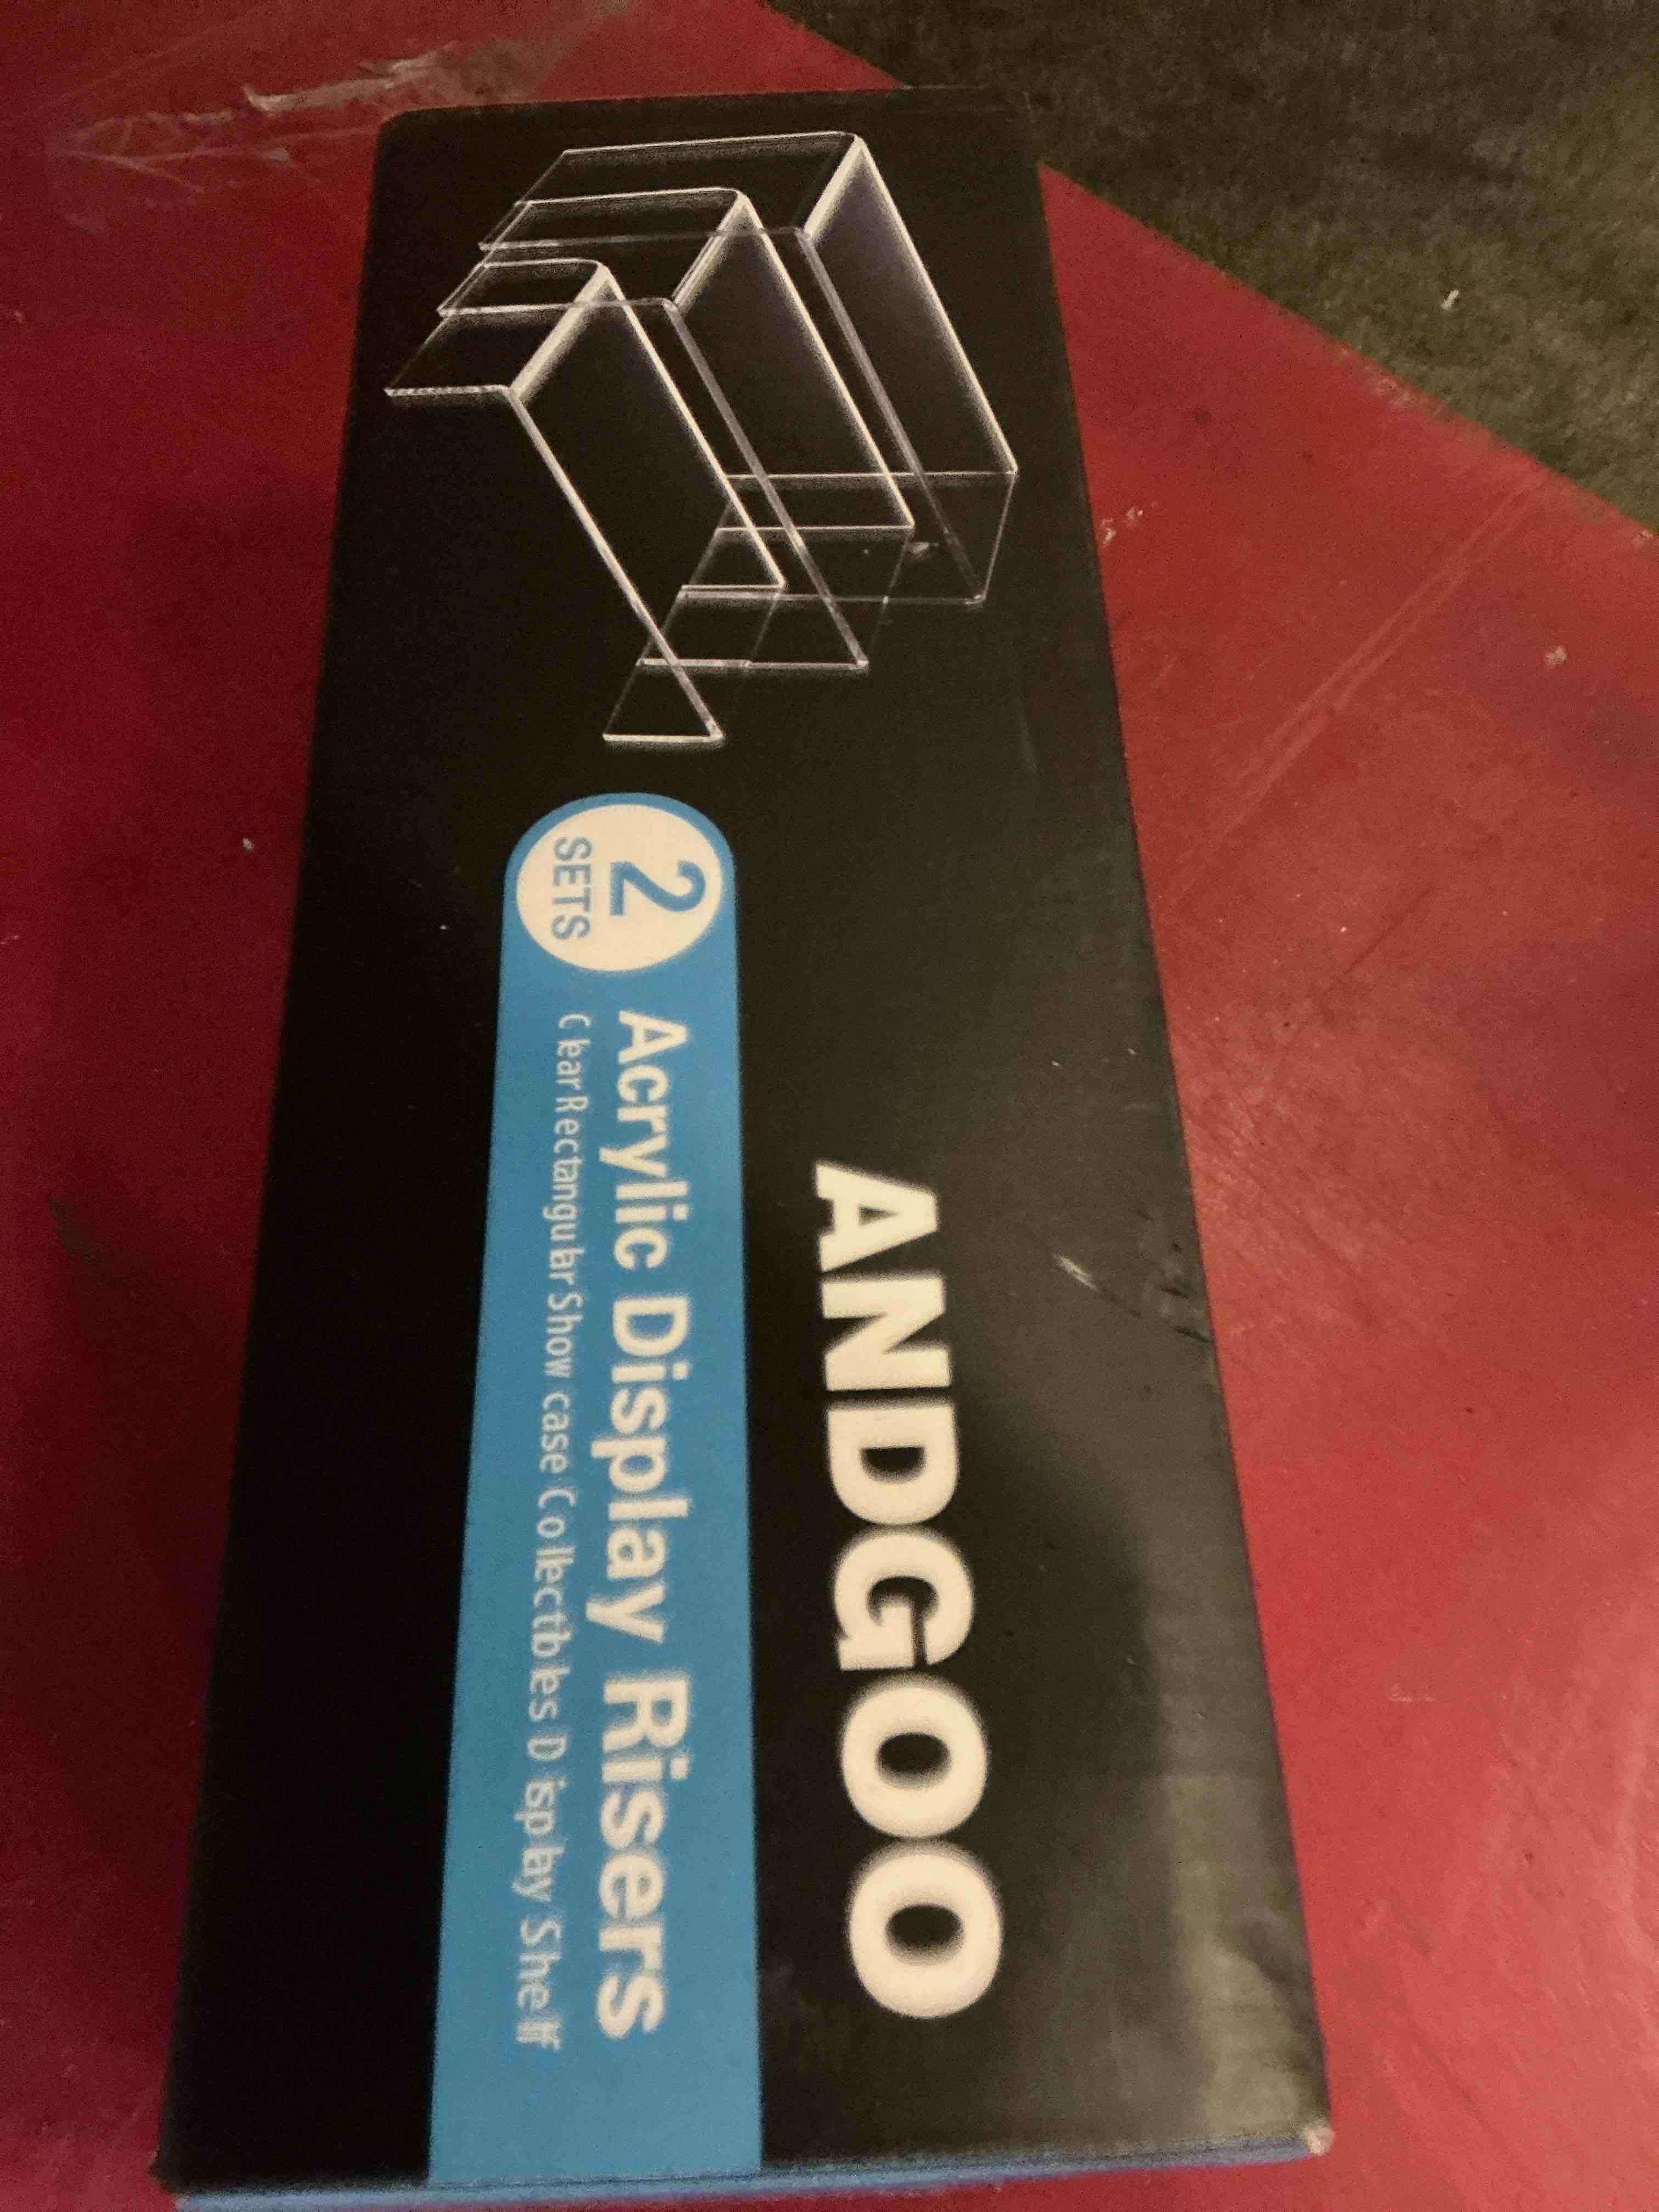 ANDGOO
2
SETS
Acrylic Display Risers
Clear Rectangular Show case Collectibles Display Shelf